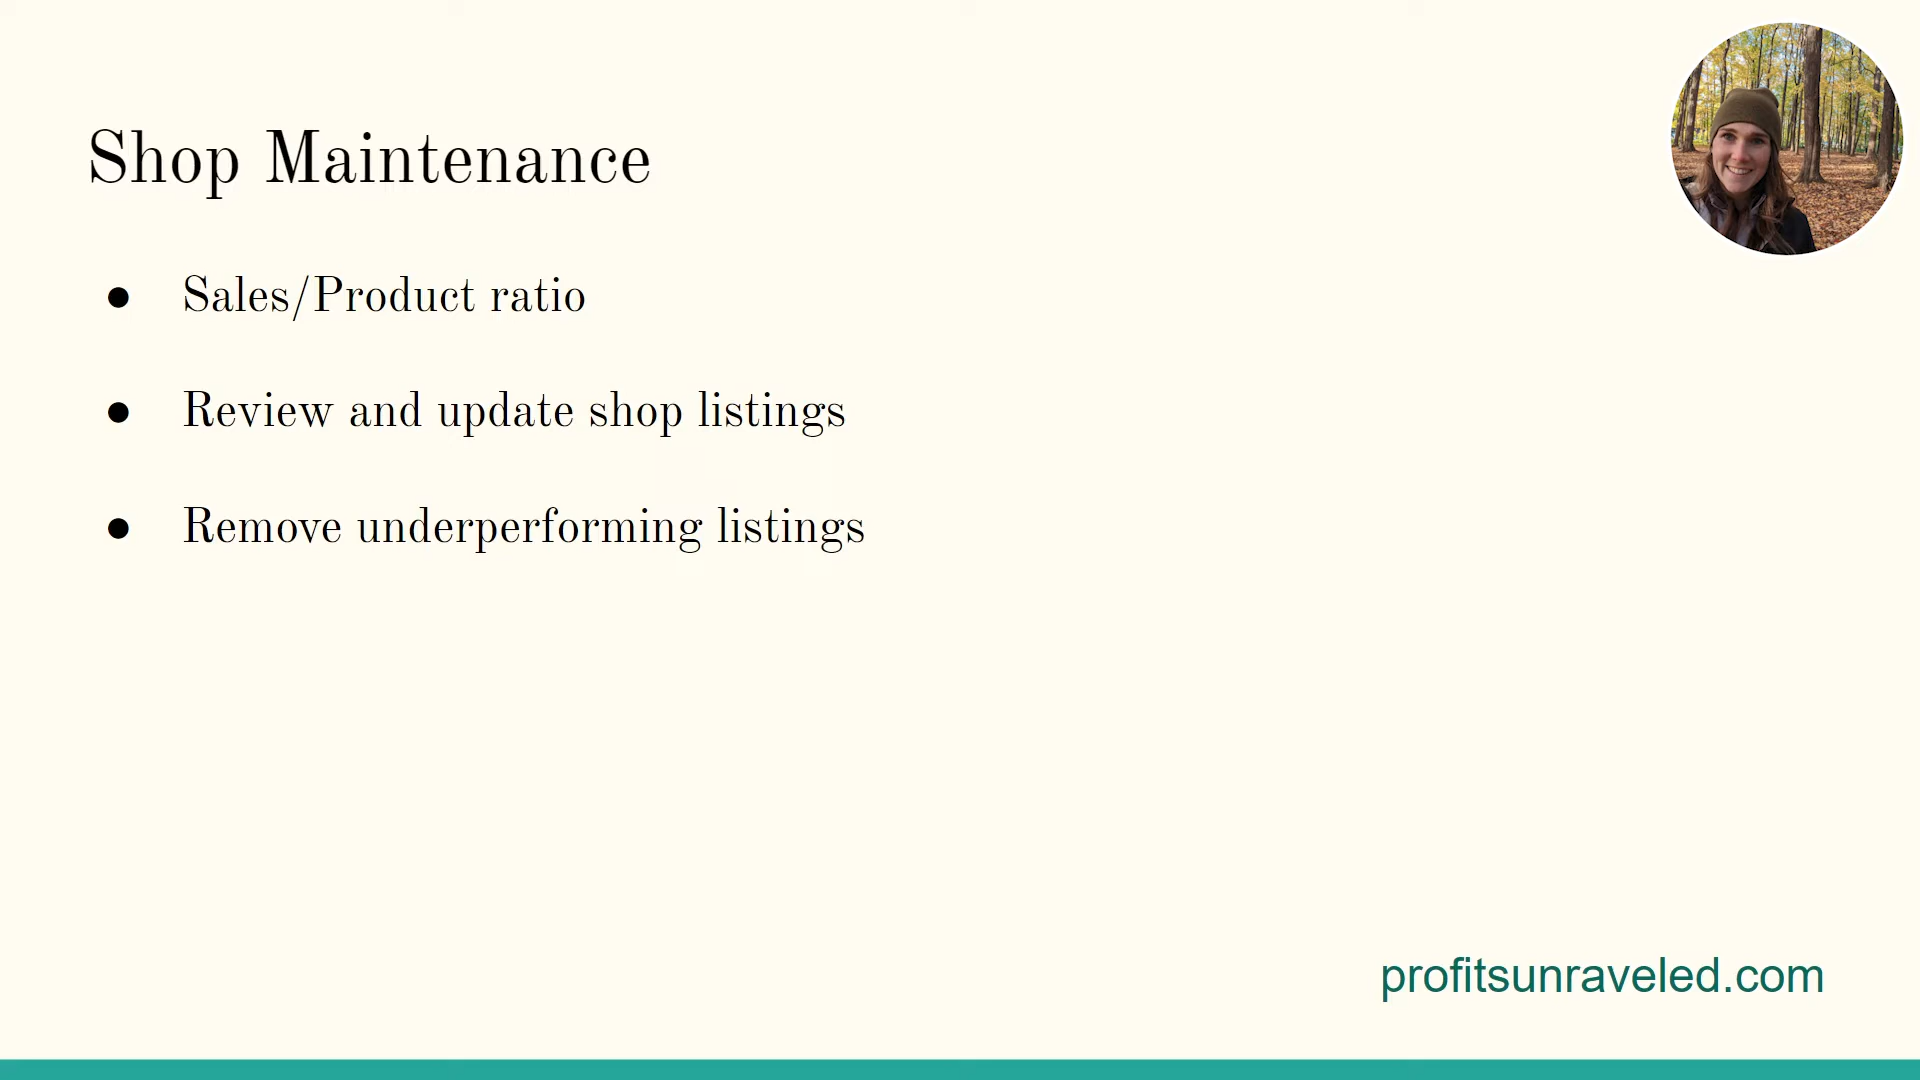 Shop Maintenance
● Sales/Product ratio
● Review and update shop listings
● Remove underperforming listings
profitsunraveled.com